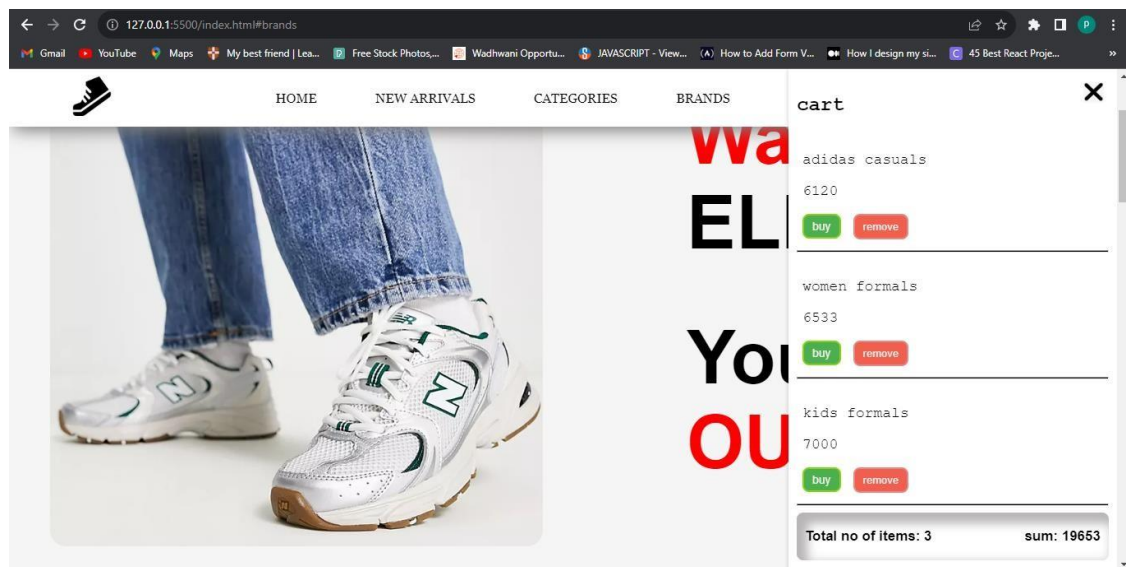 127.0.0.1:5500/index.html#brands
P
Gmail YouTube Maps My best friend | Lea... Free Stock Photos,... Wadhwani Opportu... JAVASCRIPT - View... How to Add Form V... How I design my si... 45 Best React Proje... »
HOME NEW ARRIVALS CATEGORIES BRANDS
cart
Wa
ELI
You
OU
N
N
adidas casuals
6120
buy remove
women formals
6533
buy remove
kids formals
7000
buy remove
Total no of items: 3 sum: 19653